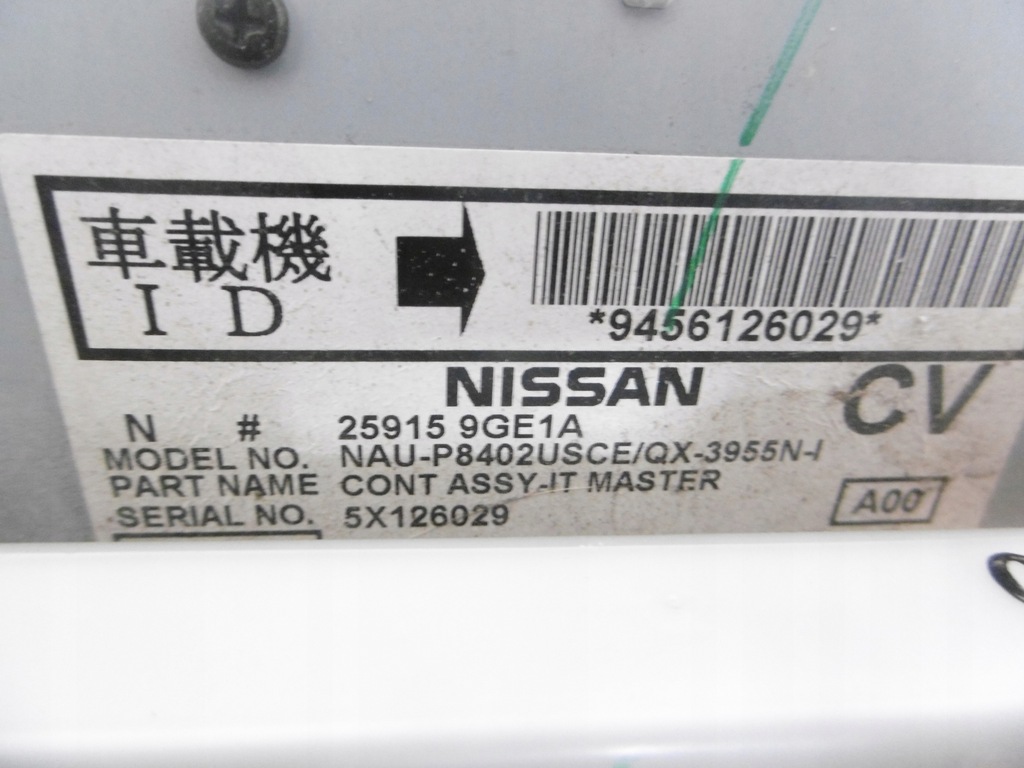 車載機
ID
*9456126029*
NISSAN
CV
N # 25915 9GE1A
MODEL NO. NAU-P8402USCE/QX-3955N-I
PART NAME CONT ASSY-IT MASTER
SERIAL NO. 5X126029
A00